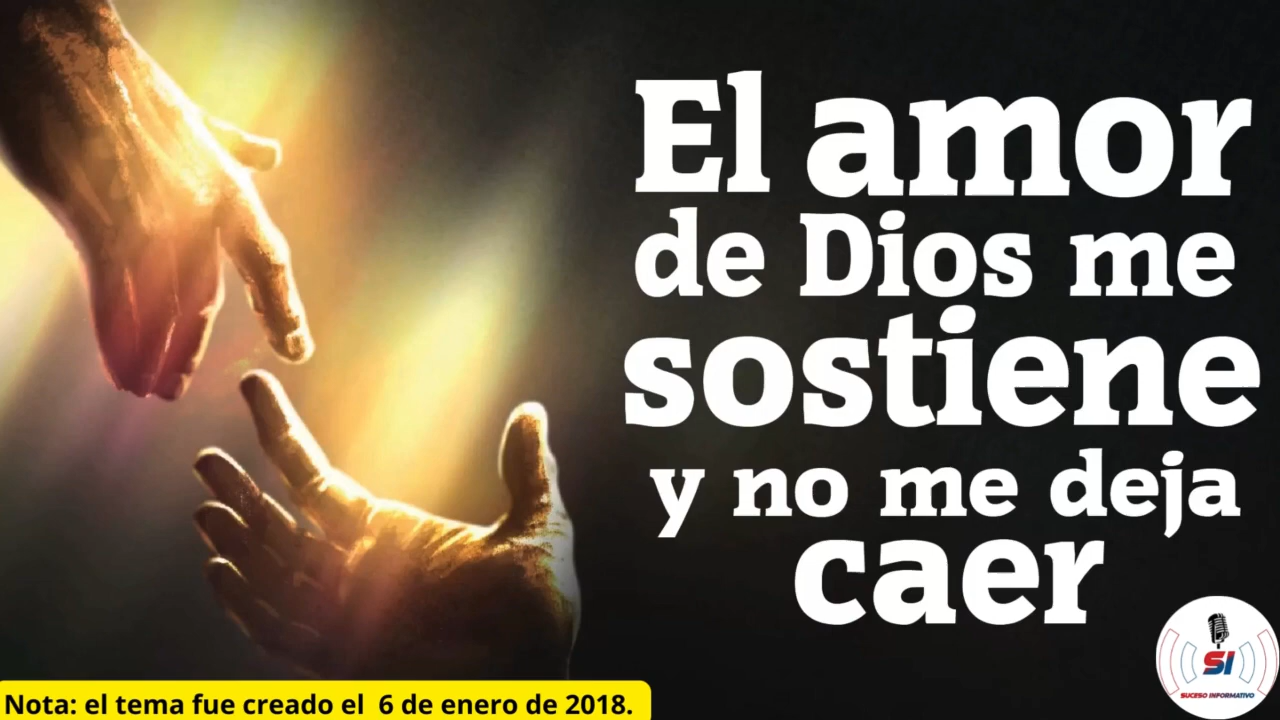 El amor
de Dios me
sostiene
y no me deja
caer
SI
SUCESO INFORMATIVO
Nota: el tema fue creado el 6 de enero de 2018.